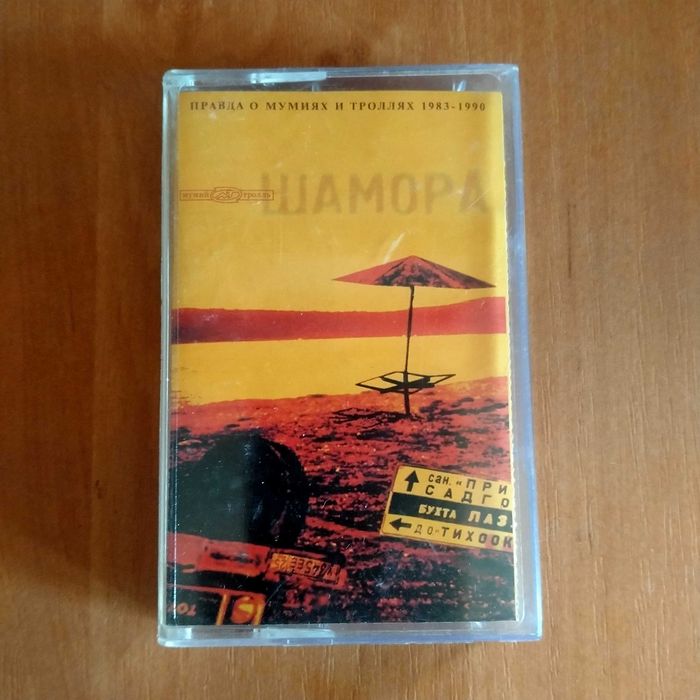 ПРАВДА О МУМИЯХ И ТРОЛЛЯХ 1983-1990
ШАМОРА
мумий тролль
сан. «ПРИ
САДГО
БУХТА ЛАЗ
ДО «ТИХООК